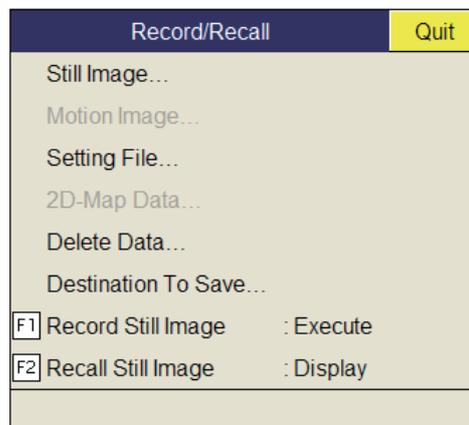 Record/Recall Quit
Still Image...
Motion Image...
Setting File...
2D-Map Data...
Delete Data...
Destination To Save...
F1 Record Still Image : Execute
F2 Recall Still Image : Display